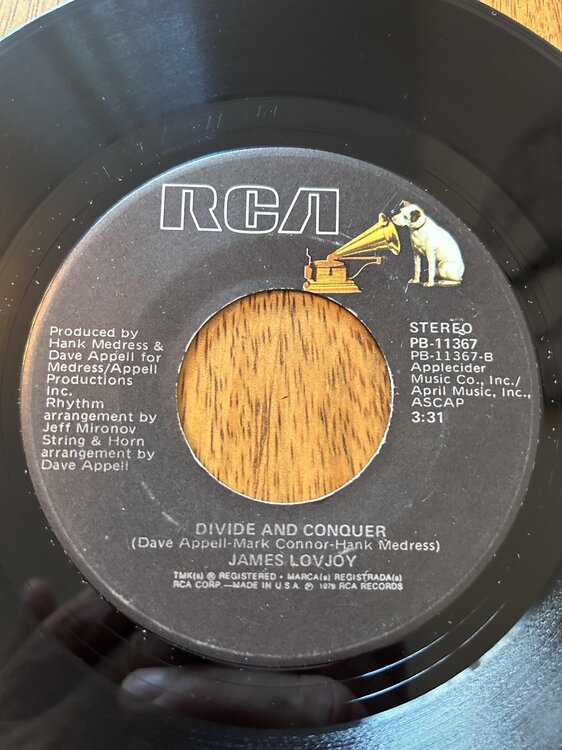 RCA
Produced by
Hank Medress &
Dave Appell for
Medress/Appell
Productions
Inc.
Rhythm
arrangement by
Jeff Mironov
String & Horn
arrangement by
Dave Appell
STEREO
PB-11367
PB-11367-B
Applecider
Music Co., Inc./
April Music, Inc.,
ASCAP
3:31
DIVIDE AND CONQUER
(Dave Appell-Mark Connor-Hank Medress)
JAMES LOVJOY
TMK(s) ® REGISTERED • MARCA(s) REGISTRADA(s)
RCA CORP.—MADE IN U.S.A. ℗ 1978 RCA RECORDS